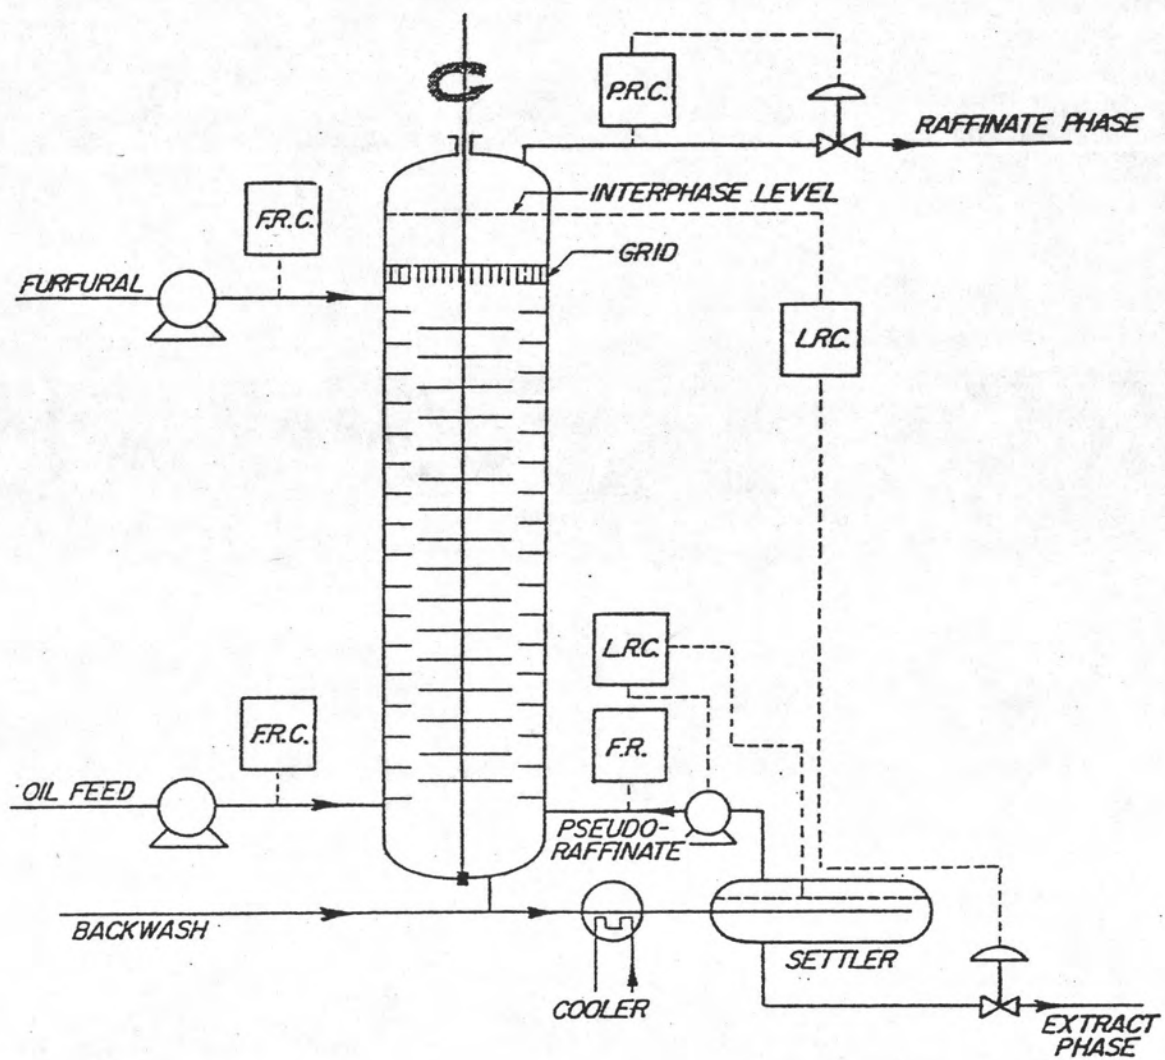 P.R.C.
RAFFINATE PHASE
INTERPHASE LEVEL
F.R.C.
GRID
FURFURAL
L.R.C.
L.R.C.
F.R.C.
F.R.
OIL FEED
PSEUDO-
RAFFINATE
BACKWASH
SETTLER
COOLER
EXTRACT
PHASE